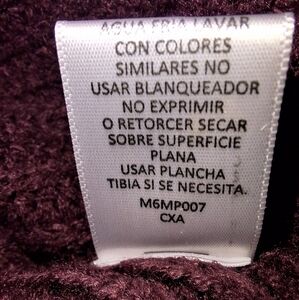 AGUA FRIA LAVAR
CON COLORES
SIMILARES NO
USAR BLANQUEADOR
NO EXPRIMIR
O RETORCER SECAR
SOBRE SUPERFICIE
PLANA
USAR PLANCHA
TIBIA SI SE NECESITA.
M6MP007
CXA